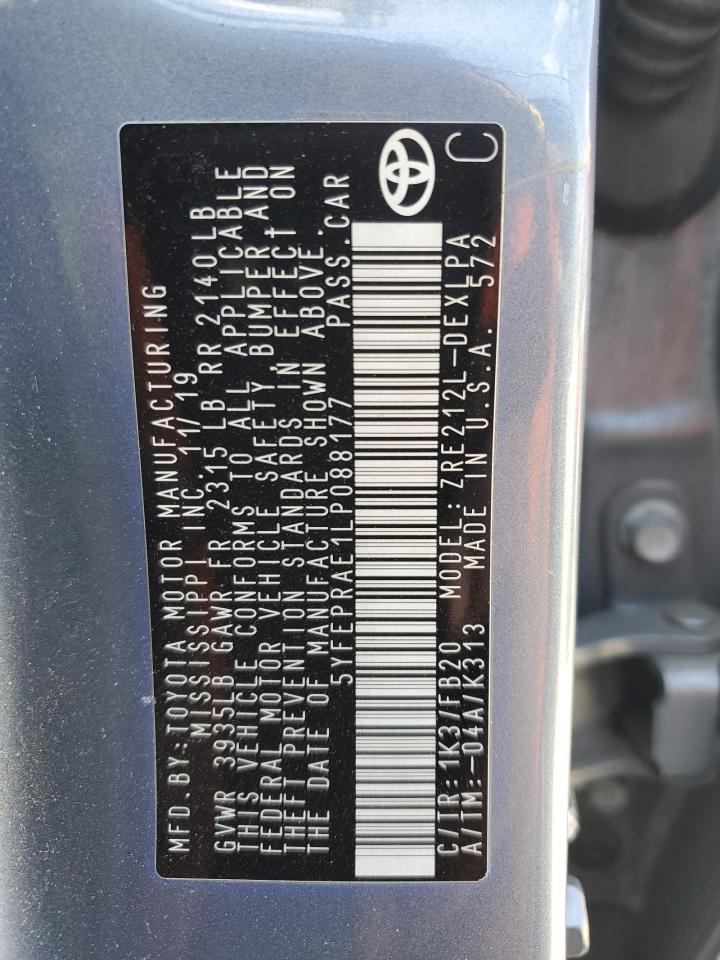 MFD. BY: TOYOTA MOTOR MANUFACTURING
MISSISSIPPI INC. 11/19
GVWR 3935LB GAWR FR 2315 LB RR 2140LB
THIS VEHICLE CONFORMS TO ALL APPLICABLE
FEDERAL MOTOR VEHICLE SAFETY, BUMPER AND
THEFT PREVENTION STANDARDS IN EFFECT ON
THE DATE OF MANUFACTURE SHOWN ABOVE.
5YFEPRAE1LP088177 PASS.CAR
C/TR: 1K3/FB20 MODEL: ZRE212L-DEXLPA
A/TM: -04A/K313 MADE IN U.S.A. 572
C